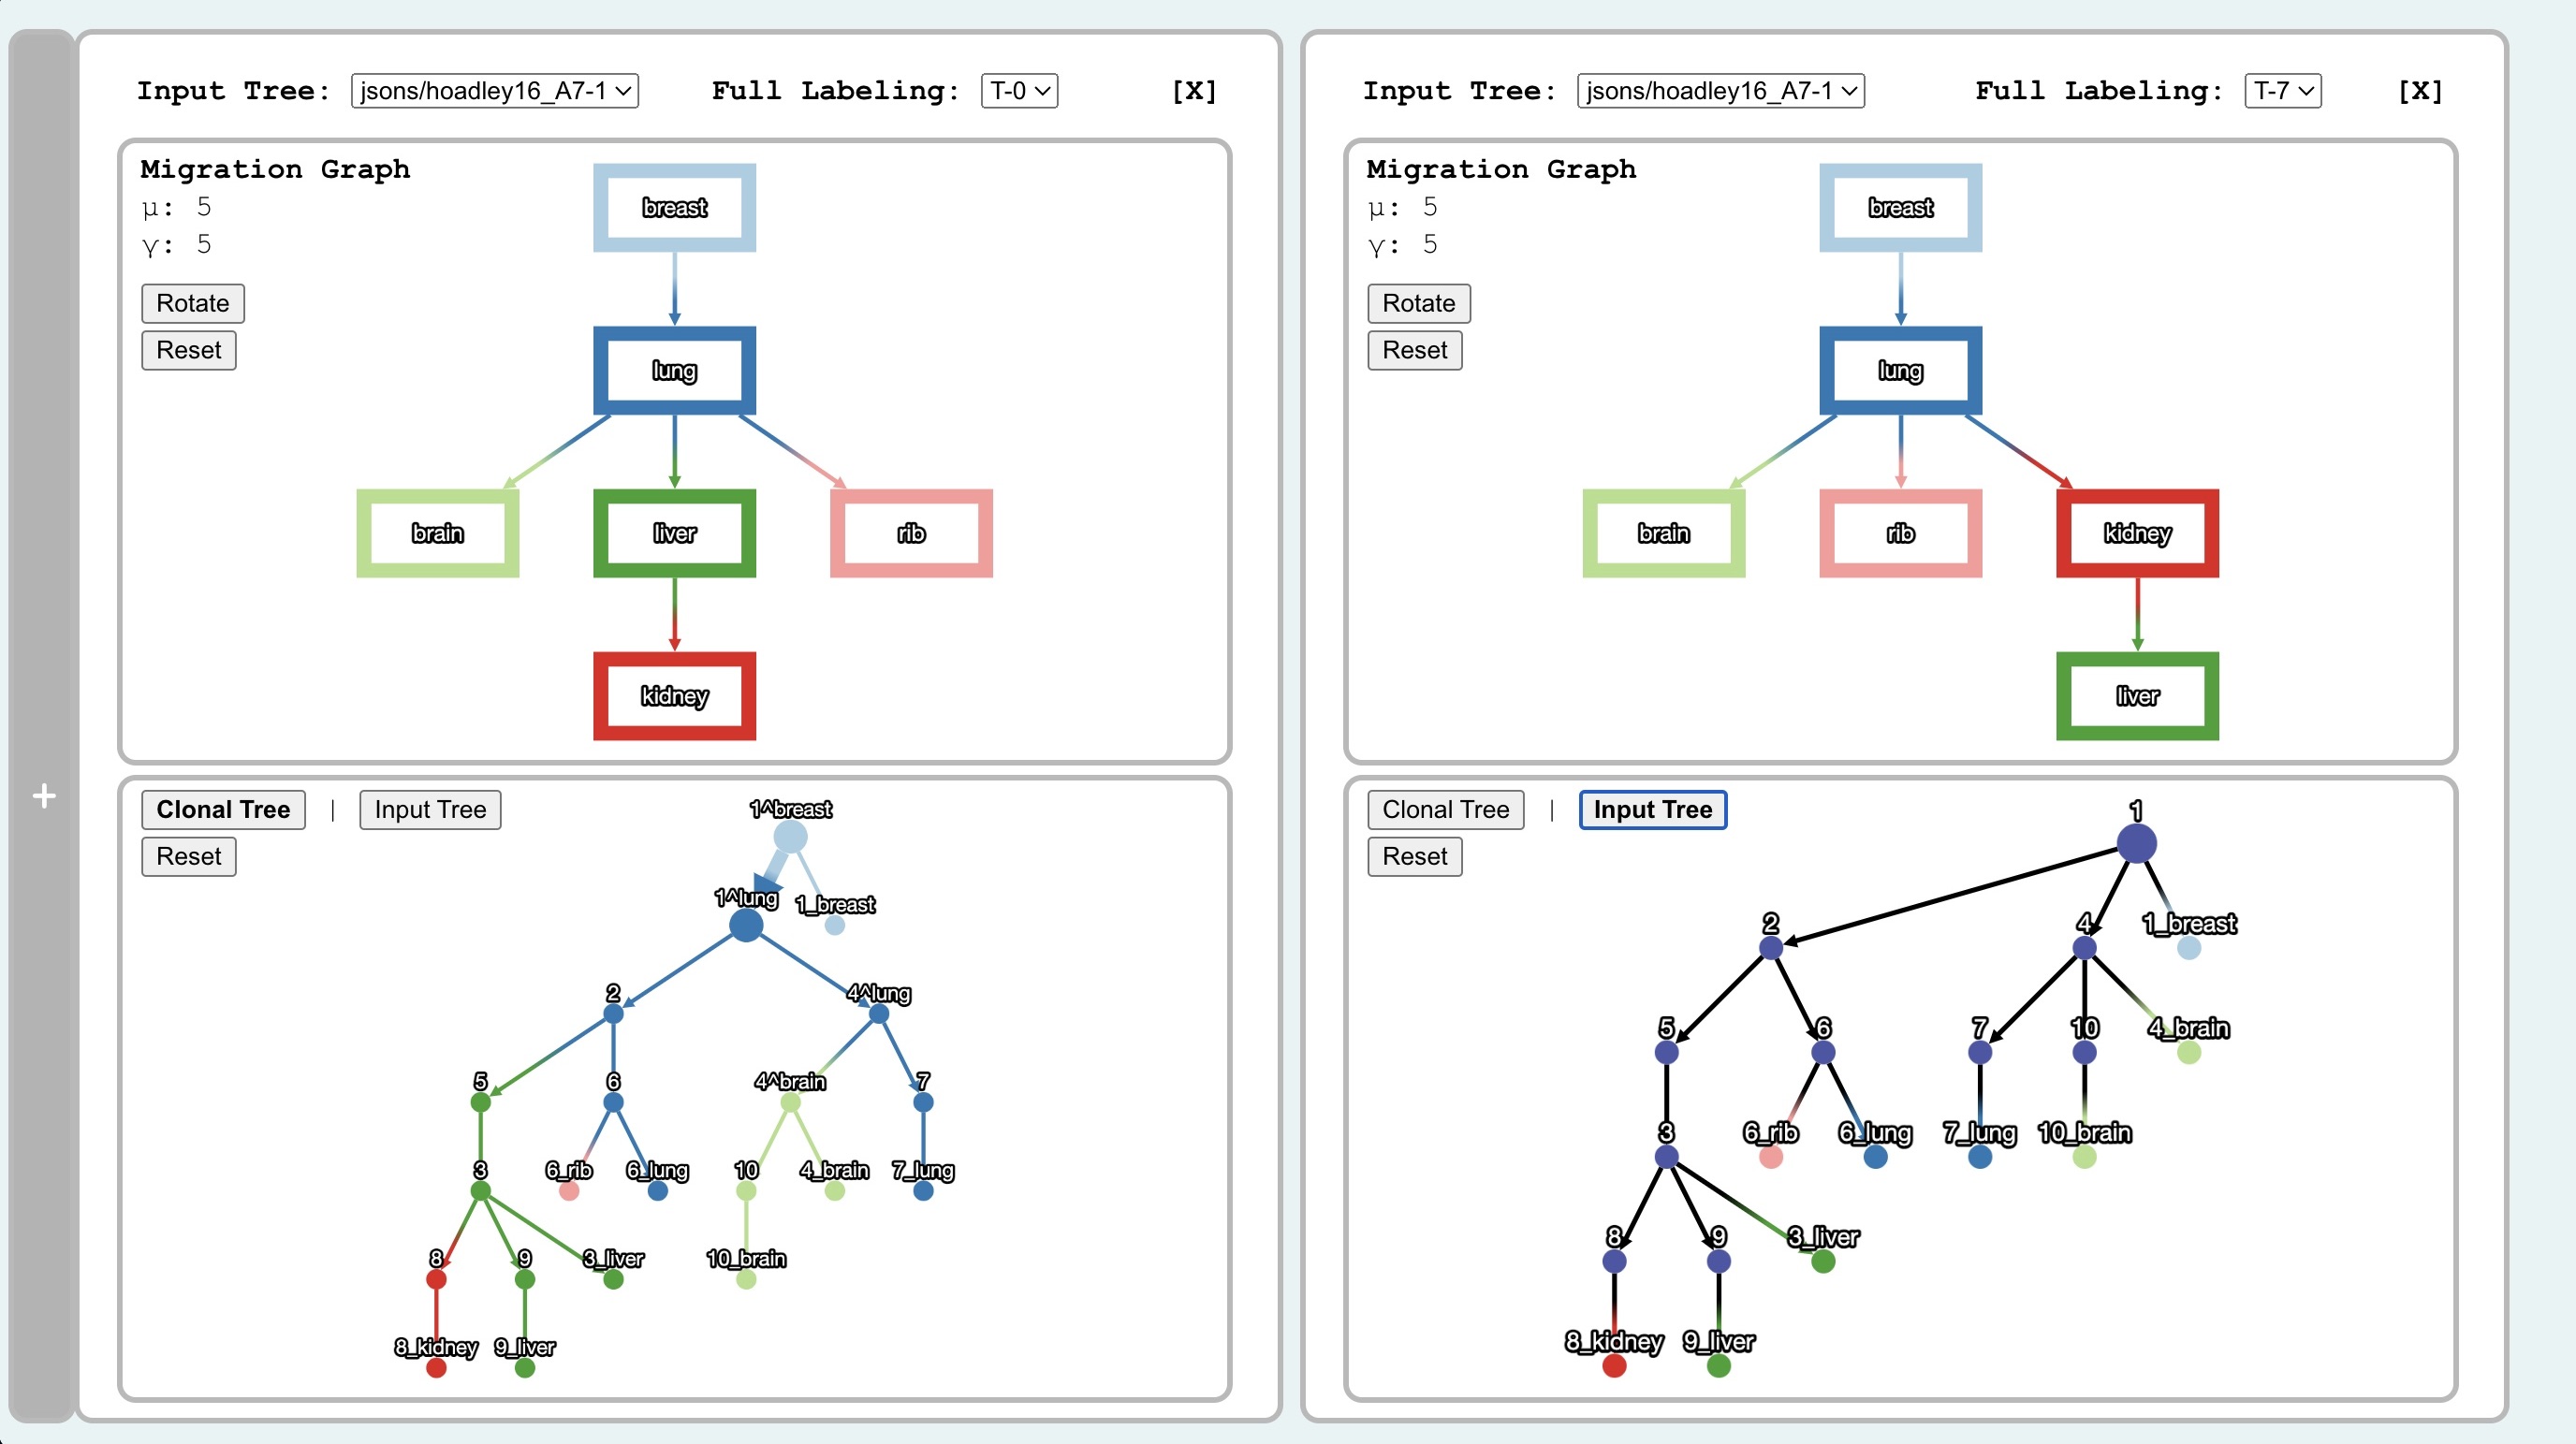 Input Tree: jsons/hoadley16_A7-1 Full Labeling: T-0 [X]
Migration Graph
μ: 5
γ: 5
Rotate
Reset
breast
lung
brain liver rib
kidney
Clonal Tree | Input Tree
Reset
1^breast
1^lung 1_breast
2 4^lung
5 6 4^brain 7
3 6_rib 6_lung 10 4_brain 7_lung
8 9 3_liver 10_brain
8_kidney 9_liver
+
Input Tree: jsons/hoadley16_A7-1 Full Labeling: T-7 [X]
Migration Graph
μ: 5
γ: 5
Rotate
Reset
breast
lung
brain rib kidney
liver
Clonal Tree | Input Tree
Reset
1
2 4 1_breast
5 6 7 10 4_brain
3 6_rib 6_lung 7_lung 10_brain
8 9 3_liver
8_kidney 9_liver